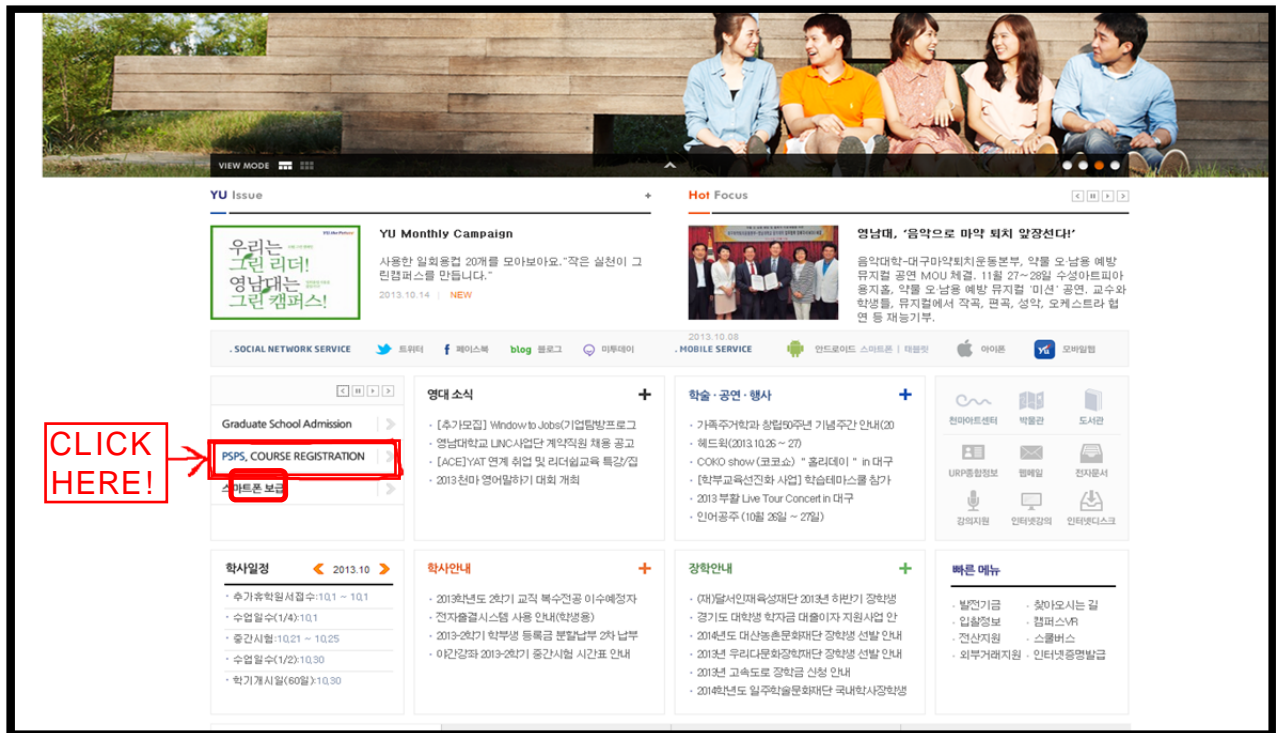 VIEW MODE
YU Issue
+
Hot Focus
YU the Future
우리는
그린 리더!
영남대는
그린 캠퍼스!
YU Monthly Campaign
사용한 일회용컵 20개를 모아보아요."작은 실천이 그
린캠퍼스를 만듭니다."
2013.10.14 | NEW
영남대, '음악으로 마약 퇴치 앞장선다!'
음악대학-대구마약퇴치운동본부, 약물 오·남용 예방
뮤지컬 공연 MOU 체결. 11월 27~28일 수성아트피아
용지홀, 약물 오·남용 예방 뮤지컬 '미션' 공연. 교수와
학생들, 뮤지컬에서 작곡, 편곡, 성악, 오케스트라 협
연 등 재능기부.
2013.10.08
. SOCIAL NETWORK SERVICE 트위터 페이스북 blog 블로그 미투데이 . MOBILE SERVICE 안드로이드 스마트폰 | 태블릿 아이폰 YU 모바일웹
CLICK
HERE!
Graduate School Admission
PSPS, COURSE REGISTRATION
스마트폰 보급
영대 소식 +
· [추가모집] Window to Jobs(기업탐방프로그
· 영남대학교 LINC사업단 계약직원 채용 공고
· [ACE]YAT 연계 취업 및 리더쉽교육 특강/집
· 2013천마 영어말하기 대회 개최
학술·공연·행사 +
· 가족주거학과 창립50주년 기념주간 안내(20
· 헤드윅(2013.10.26 ~ 27)
· COKO show (코코쇼) " 홀리데이 " in 대구
· [학부교육선진화 사업] 학습테마스쿨 참가
· 2013 부활 Live Tour Concert in 대구
· 인어공주 (10월 26일 ~ 27일)
천마아트센터 박물관 도서관
URP종합정보 웹메일 전자문서
강의지원 인터넷강의 인터넷디스크
학사일정 2013.10
· 추가휴학원서접수:10,1 ~ 10,1
· 수업일수(1/4):10,1
· 중간시험:10,21 ~ 10,25
· 수업일수(1/2):10,30
· 학기개시일(60일):10,30
학사안내 +
· 2013학년도 2학기 교직 복수전공 이수예정자
· 전자출결시스템 사용 안내(학생용)
· 2013-2학기 학부생 등록금 분할납부 2차 납부
· 야간강좌 2013-2학기 중간시험 시간표 안내
장학안내 +
· (재)달서인재육성재단 2013년 하반기 장학생
· 경기도 대학생 학자금 대출이자 지원사업 안
· 2014년도 대산농촌문화재단 장학생 선발 안내
· 2013년 우리다문화장학재단 장학생 선발 안내
· 2013년 고속도로 장학금 신청 안내
· 2014학년도 일주학술문화재단 국내학사장학생
빠른 메뉴
· 발전기금 · 찾아오시는 길
· 입찰정보 · 캠퍼스VR
· 전산지원 · 스쿨버스
· 외부거래지원 · 인터넷증명발급